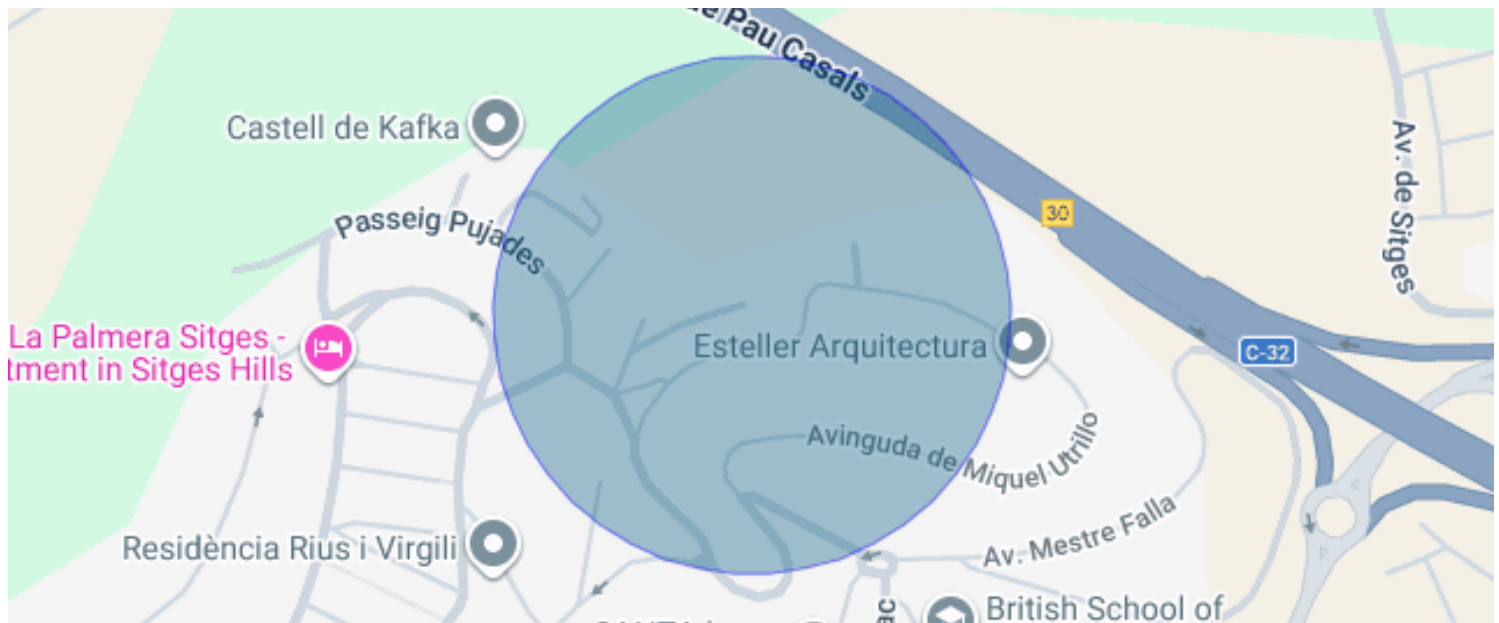 de Pau Casals
Castell de Kafka
Passeig Pujades
30
Av. de Sitges
La Palmera Sitges -
tment in Sitges Hills
Esteller Arquitectura
C-32
Avinguda de Miquel Utrillo
Residència Rius i Virgili
Av. Mestre Falla
British School of